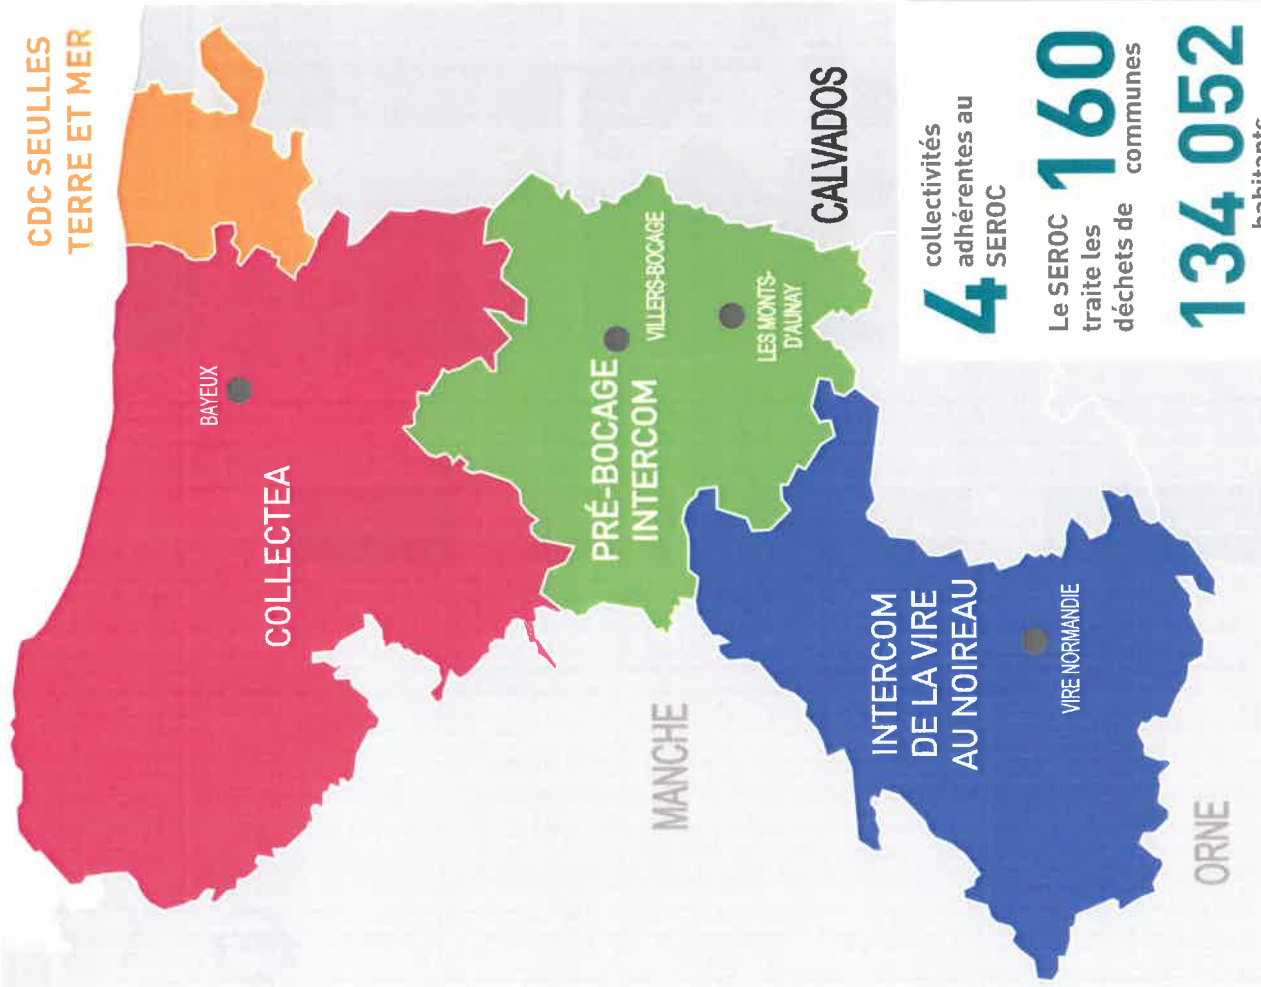 CDC SEULLES
TERRE ET MER
BAYEUX
COLLECTEA
PRÉ-BOCAGE
INTERCOM
VILLERS-BOCAGE
LES MONTS-
D'AUNAY
CALVADOS
MANCHE
INTERCOM
DE LA VIRE
AU NOIREAU
VIRE NORMANDIE
ORNE
4 collectivités
adhérentes au
SEROC
Le SEROC
traite les
déchets de 160 communes
134 052
habitants